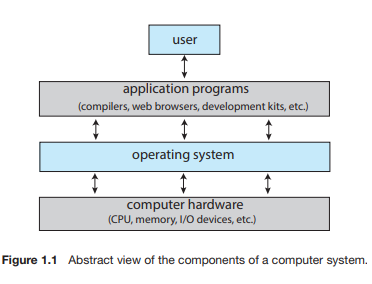 user
application programs
(compilers, web browsers, development kits, etc.)
operating system
computer hardware
(CPU, memory, I/O devices, etc.)
Figure 1.1 Abstract view of the components of a computer system.